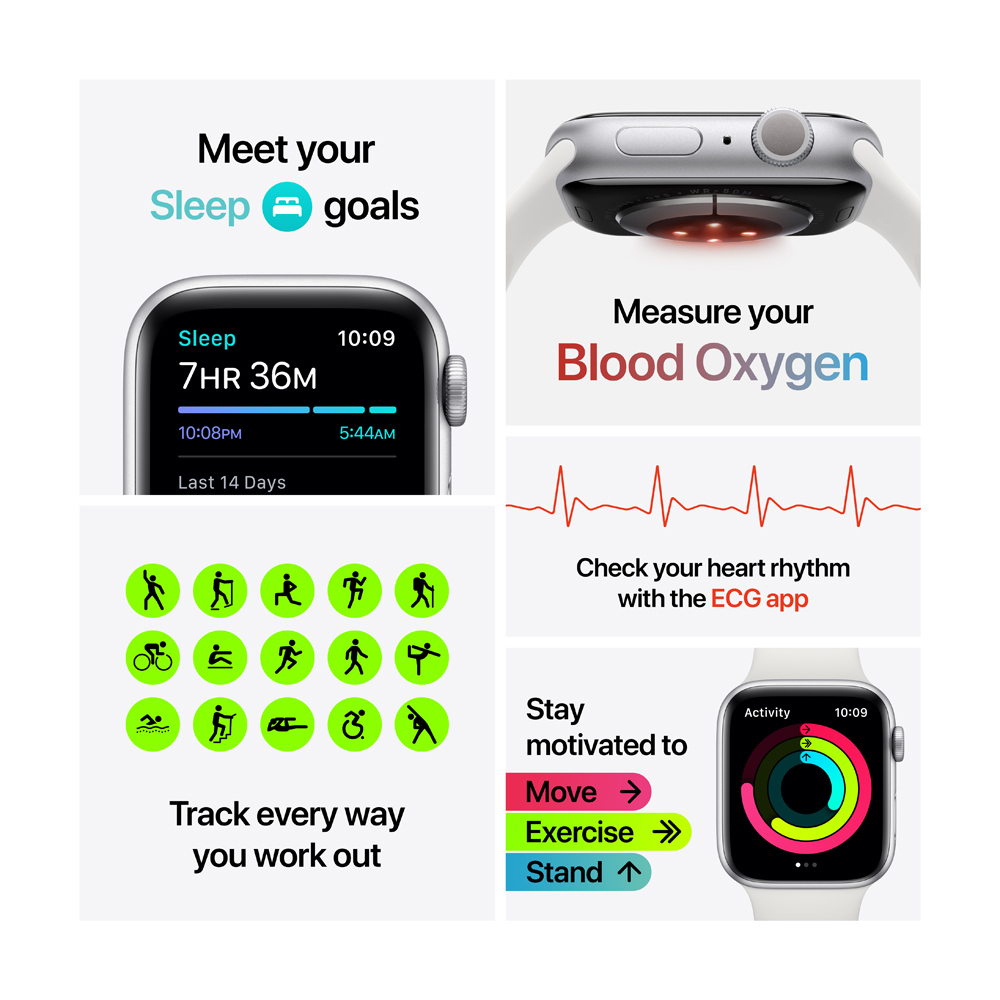 Meet your
Sleep goals
Sleep 10:09
7HR 36M
10:08PM 5:44AM
Last 14 Days
Measure your
Blood Oxygen
Check your heart rhythm
with the ECG app
Track every way
you work out
Stay
motivated to
Move
Exercise
Stand
Activity 10:09